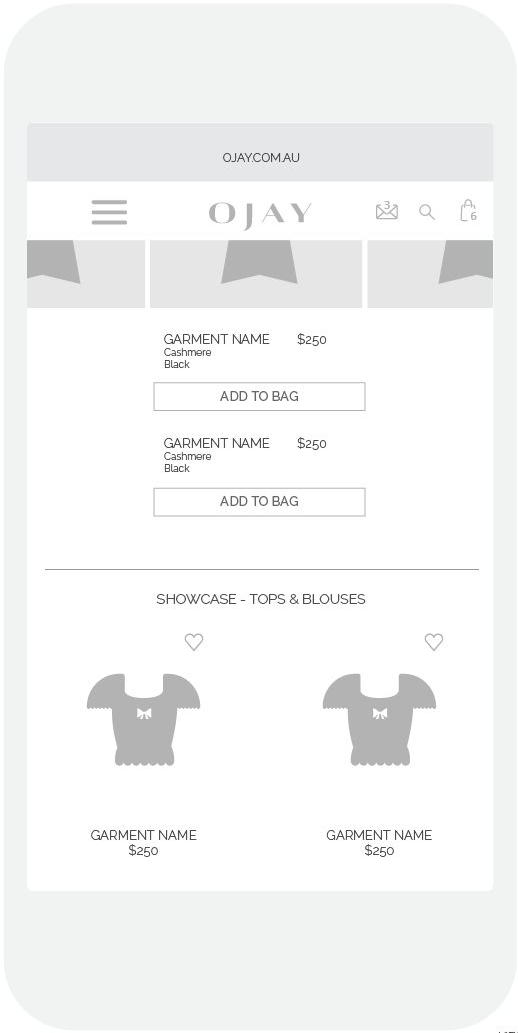 OJAY.COM.AU
OJAY
3
6
GARMENT NAME $250
Cashmere
Black
ADD TO BAG
GARMENT NAME $250
Cashmere
Black
ADD TO BAG
SHOWCASE - TOPS & BLOUSES
GARMENT NAME GARMENT NAME
$250 $250